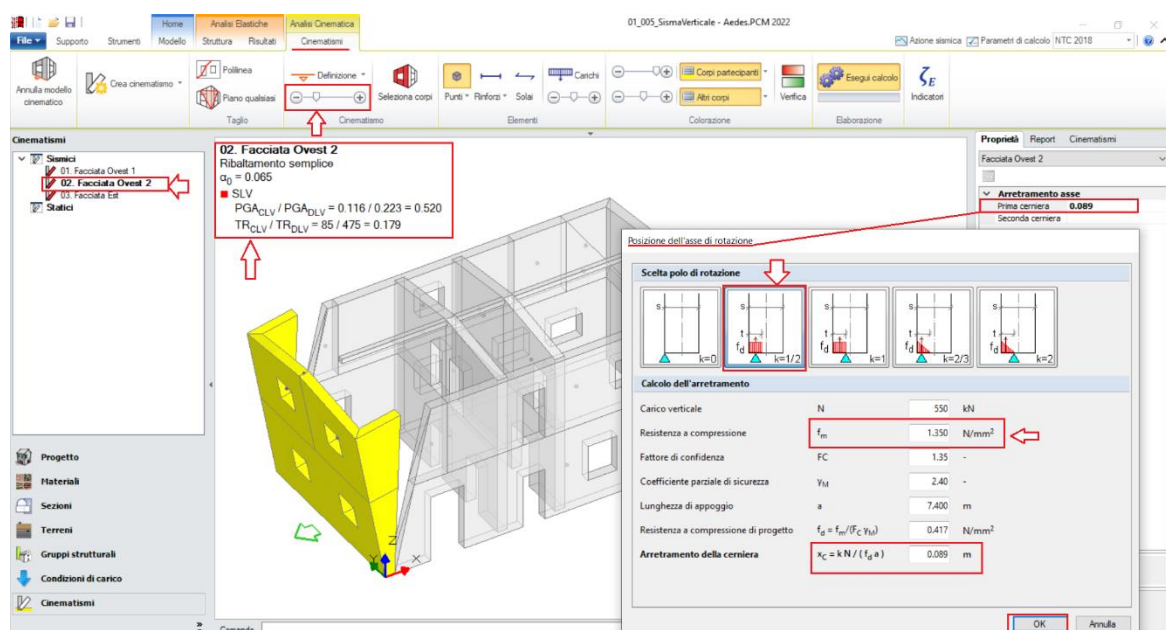 01_005_SismaVerticale - Aedes.PCM 2022
Home Analisi Elastiche Analisi Cinematica
File Supporto Strumenti Modello Struttura Risultati Cinematismi
Azione sismica Parametri di calcolo NTC 2018
Annulla modello cinematico
Crea cinematismo
Polilinea
Piano qualsiasi
Taglio
Definizione
Seleziona corpi
Cinematismo
Punti Rinforzi Solai
Carichi
Elementi
Corpi partecipanti
Altri corpi
Verifica
Colorazione
Esegui calcolo
Elaborazione
ζE
Indicatori
Cinematismi
Sismici
01. Facciata Ovest 1
02. Facciata Ovest 2
03. Facciata Est
Statici
02. Facciata Ovest 2
Ribaltamento semplice
α0 = 0.065
SLV
PGACLV / PGADLV = 0.116 / 0.223 = 0.520
TRCLV / TRDLV = 85 / 475 = 0.179
Z
Y X
Proprietà Report Cinematismi
Facciata Ovest 2
Arretramento asse
Prima cerniera 0.089
Seconda cerniera
Posizione dell'asse di rotazione
Scelta polo di rotazione
s k=0
s t fd k=1/2
s t fd k=1
s t fd k=2/3
s t fd k=2
Calcolo dell'arretramento
Carico verticale N 550 kN
Resistenza a compressione fm 1.350 N/mm²
Fattore di confidenza FC 1.35 -
Coefficiente parziale di sicurezza γM 2.40 -
Lunghezza di appoggio a 7.400 m
Resistenza a compressione di progetto fd = fm/(FC γM) 0.417 N/mm²
Arretramento della cerniera xC = k N / ( fd a ) 0.089 m
OK Annulla
Progetto
Materiali
Sezioni
Terreni
Gruppi strutturali
Condizioni di carico
Cinematismi
Comando